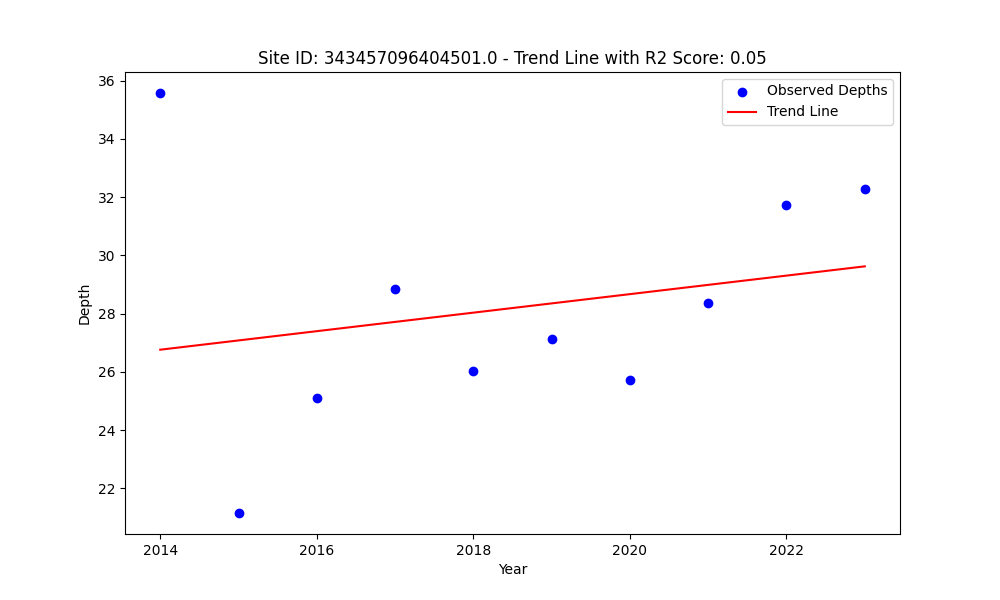 Site ID: 343457096404501.0 - Trend Line with R2 Score: 0.05
Observed Depths
Trend Line
36
34
32
30
28
26
24
22
Depth
2014
2016
2018
2020
2022
Year